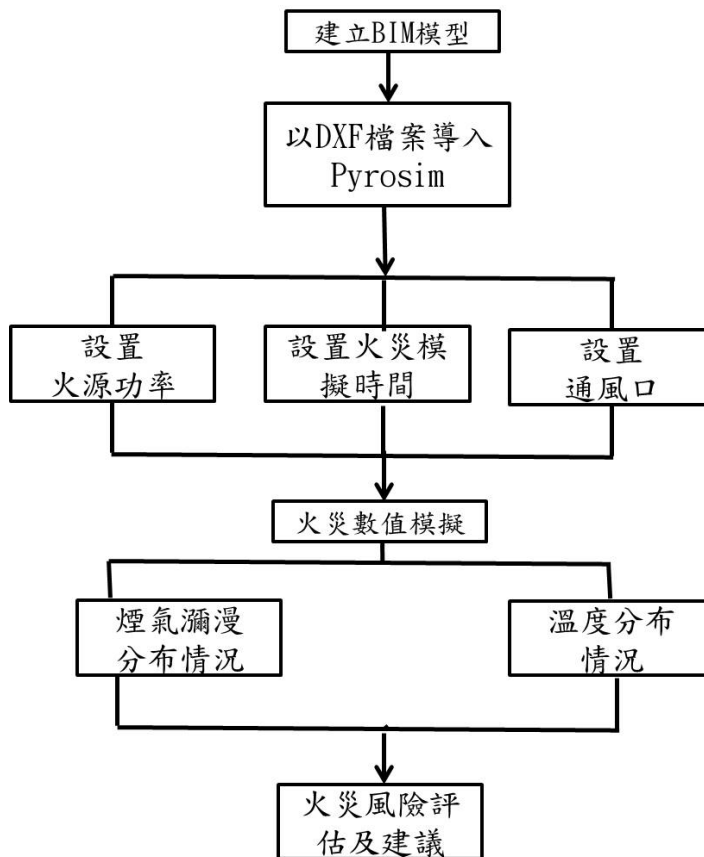 建立BIM模型
以DXF檔案導入
Pyrosim
設置
火源功率
設置火災模
擬時間
設置
通風口
火災數值模擬
煙氣瀰漫
分布情況
溫度分布
情況
火災風險評
估及建議